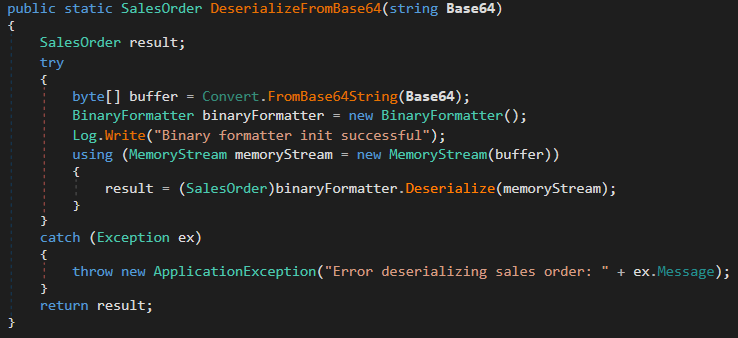 public static SalesOrder DeserializeFromBase64(string Base64)
{
    SalesOrder result;
    try
    {
        byte[] buffer = Convert.FromBase64String(Base64);
        BinaryFormatter binaryFormatter = new BinaryFormatter();
        Log.Write("Binary formatter init successful");
        using (MemoryStream memoryStream = new MemoryStream(buffer))
        {
            result = (SalesOrder)binaryFormatter.Deserialize(memoryStream);
        }
    }
    catch (Exception ex)
    {
        throw new ApplicationException("Error deserializing sales order: " + ex.Message);
    }
    return result;
}